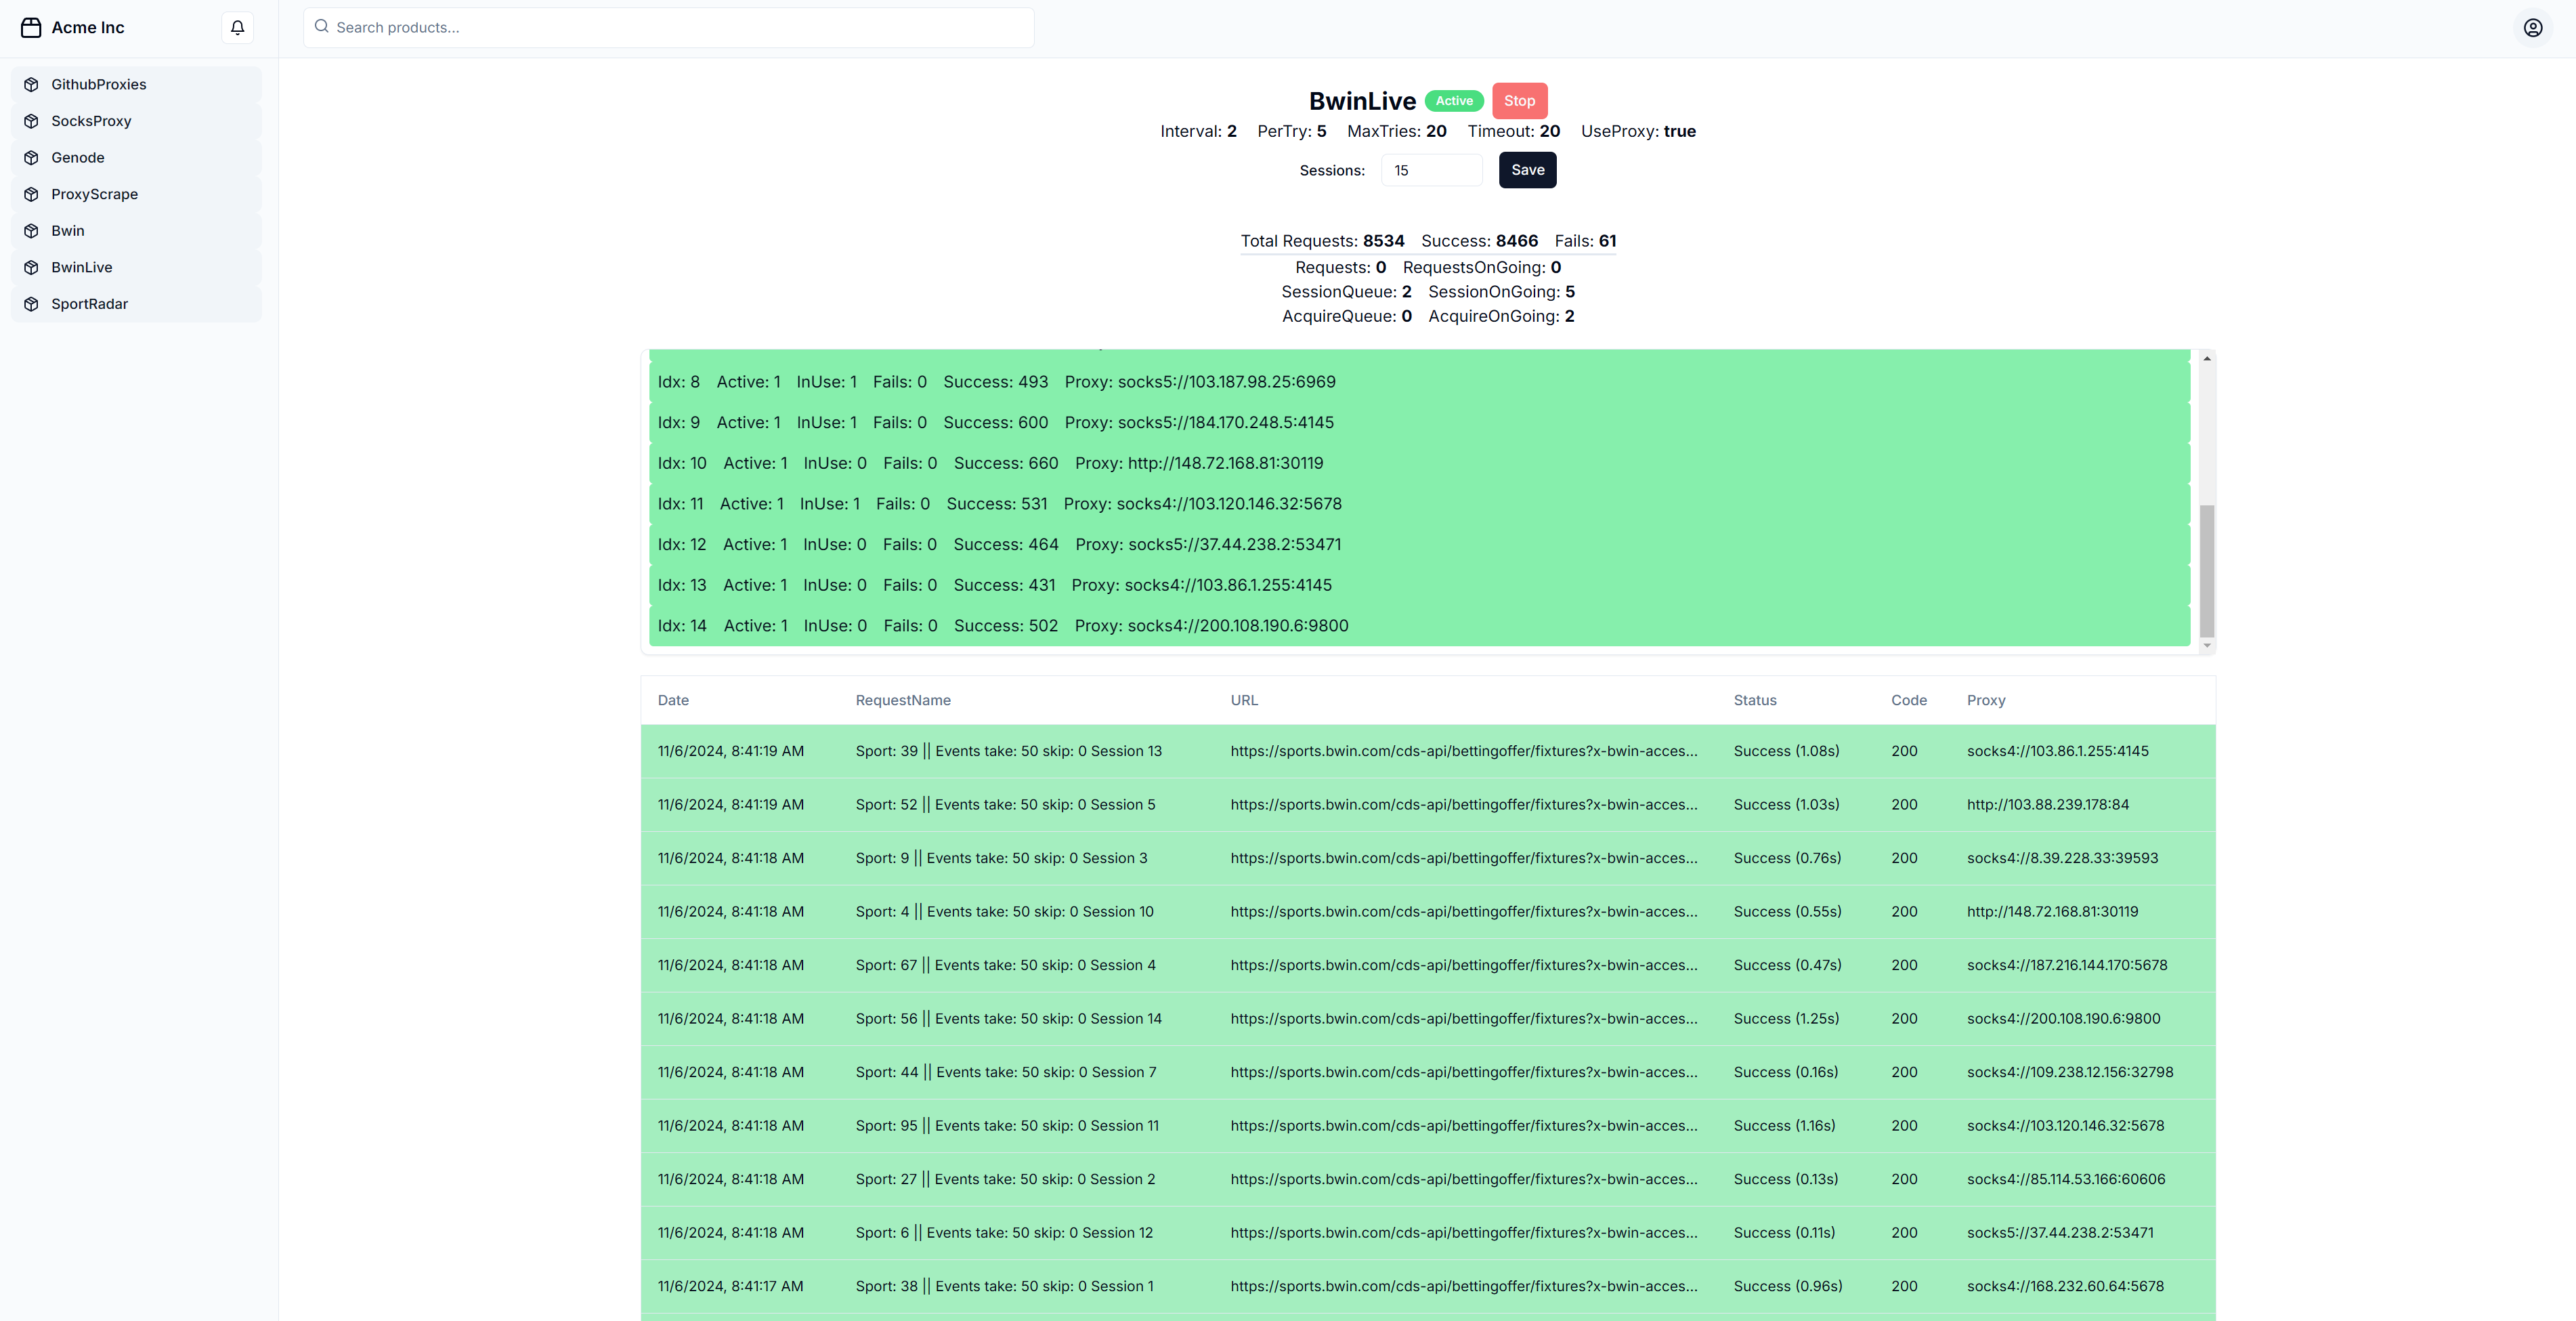 Acme Inc
Search products...
GithubProxies
SocksProxy
Genode
ProxyScrape
Bwin
BwinLive
SportRadar
BwinLive Active Stop
Interval: 2 PerTry: 5 MaxTries: 20 Timeout: 20 UseProxy: true
Sessions: 15 Save
Total Requests: 8534 Success: 8466 Fails: 61
Requests: 0 RequestsOnGoing: 0
SessionQueue: 2 SessionOnGoing: 5
AcquireQueue: 0 AcquireOnGoing: 2
Idx: 8 Active: 1 InUse: 1 Fails: 0 Success: 493 Proxy: socks5://103.187.98.25:6969
Idx: 9 Active: 1 InUse: 1 Fails: 0 Success: 600 Proxy: socks5://184.170.248.5:4145
Idx: 10 Active: 1 InUse: 0 Fails: 0 Success: 660 Proxy: http://148.72.168.81:30119
Idx: 11 Active: 1 InUse: 1 Fails: 0 Success: 531 Proxy: socks4://103.120.146.32:5678
Idx: 12 Active: 1 InUse: 0 Fails: 0 Success: 464 Proxy: socks5://37.44.238.2:53471
Idx: 13 Active: 1 InUse: 0 Fails: 0 Success: 431 Proxy: socks4://103.86.1.255:4145
Idx: 14 Active: 1 InUse: 0 Fails: 0 Success: 502 Proxy: socks4://200.108.190.6:9800
Date RequestName URL Status Code Proxy
11/6/2024, 8:41:19 AM Sport: 39 || Events take: 50 skip: 0 Session 13 https://sports.bwin.com/cds-api/bettingoffer/fixtures?x-bwin-acces... Success (1.08s) 200 socks4://103.86.1.255:4145
11/6/2024, 8:41:19 AM Sport: 52 || Events take: 50 skip: 0 Session 5 https://sports.bwin.com/cds-api/bettingoffer/fixtures?x-bwin-acces... Success (1.03s) 200 http://103.88.239.178:84
11/6/2024, 8:41:18 AM Sport: 9 || Events take: 50 skip: 0 Session 3 https://sports.bwin.com/cds-api/bettingoffer/fixtures?x-bwin-acces... Success (0.76s) 200 socks4://8.39.228.33:39593
11/6/2024, 8:41:18 AM Sport: 4 || Events take: 50 skip: 0 Session 10 https://sports.bwin.com/cds-api/bettingoffer/fixtures?x-bwin-acces... Success (0.55s) 200 http://148.72.168.81:30119
11/6/2024, 8:41:18 AM Sport: 67 || Events take: 50 skip: 0 Session 4 https://sports.bwin.com/cds-api/bettingoffer/fixtures?x-bwin-acces... Success (0.47s) 200 socks4://187.216.144.170:5678
11/6/2024, 8:41:18 AM Sport: 56 || Events take: 50 skip: 0 Session 14 https://sports.bwin.com/cds-api/bettingoffer/fixtures?x-bwin-acces... Success (1.25s) 200 socks4://200.108.190.6:9800
11/6/2024, 8:41:18 AM Sport: 44 || Events take: 50 skip: 0 Session 7 https://sports.bwin.com/cds-api/bettingoffer/fixtures?x-bwin-acces... Success (0.16s) 200 socks4://109.238.12.156:32798
11/6/2024, 8:41:18 AM Sport: 95 || Events take: 50 skip: 0 Session 11 https://sports.bwin.com/cds-api/bettingoffer/fixtures?x-bwin-acces... Success (1.16s) 200 socks4://103.120.146.32:5678
11/6/2024, 8:41:18 AM Sport: 27 || Events take: 50 skip: 0 Session 2 https://sports.bwin.com/cds-api/bettingoffer/fixtures?x-bwin-acces... Success (0.13s) 200 socks4://85.114.53.166:60606
11/6/2024, 8:41:18 AM Sport: 6 || Events take: 50 skip: 0 Session 12 https://sports.bwin.com/cds-api/bettingoffer/fixtures?x-bwin-acces... Success (0.11s) 200 socks5://37.44.238.2:53471
11/6/2024, 8:41:17 AM Sport: 38 || Events take: 50 skip: 0 Session 1 https://sports.bwin.com/cds-api/bettingoffer/fixtures?x-bwin-acces... Success (0.96s) 200 socks4://168.232.60.64:5678